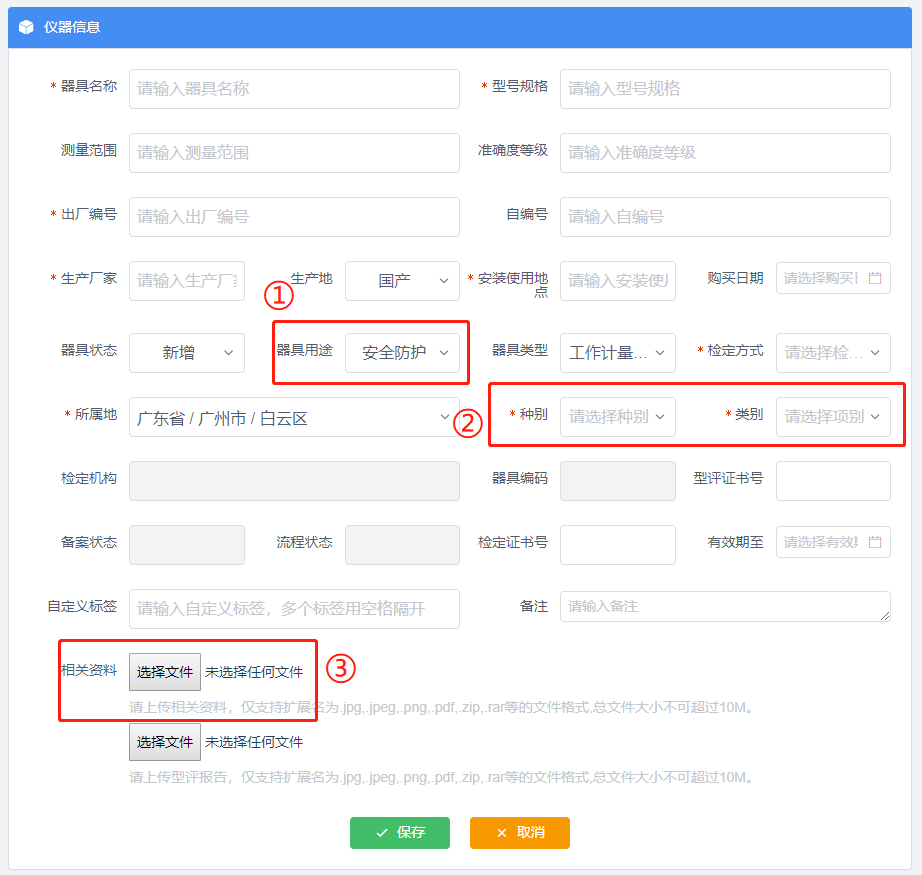 仪器信息
* 器具名称 请输入器具名称 * 型号规格 请输入型号规格
测量范围 请输入测量范围 准确度等级 请输入准确度等级
* 出厂编号 请输入出厂编号 自编号 请输入自编号
* 生产厂家 请输入生产厂 生产地 国产 * 安装使用地点 请输入安装使 购买日期 请选择购买
①
器具状态 新增 器具用途 安全防护 器具类型 工作计量... * 检定方式 请选择检...
* 所属地 广东省 / 广州市 / 白云区 ② * 种别 请选择种别 * 类别 请选择项别
检定机构 器具编码 型评证书号
备案状态 流程状态 检定证书号 有效期至 请选择有效
自定义标签 请输入自定义标签，多个标签用空格隔开 备注 请输入备注
相关资料 选择文件 未选择任何文件 ③
请上传相关资料，仅支持扩展名为.jpg,.jpeg,.png,.pdf,.zip,.rar等的文件格式,总文件大小不可超过10M。
选择文件 未选择任何文件
请上传型评报告，仅支持扩展名为.jpg,.jpeg,.png,.pdf,.zip,.rar等的文件格式,总文件大小不可超过10M。
保存 取消